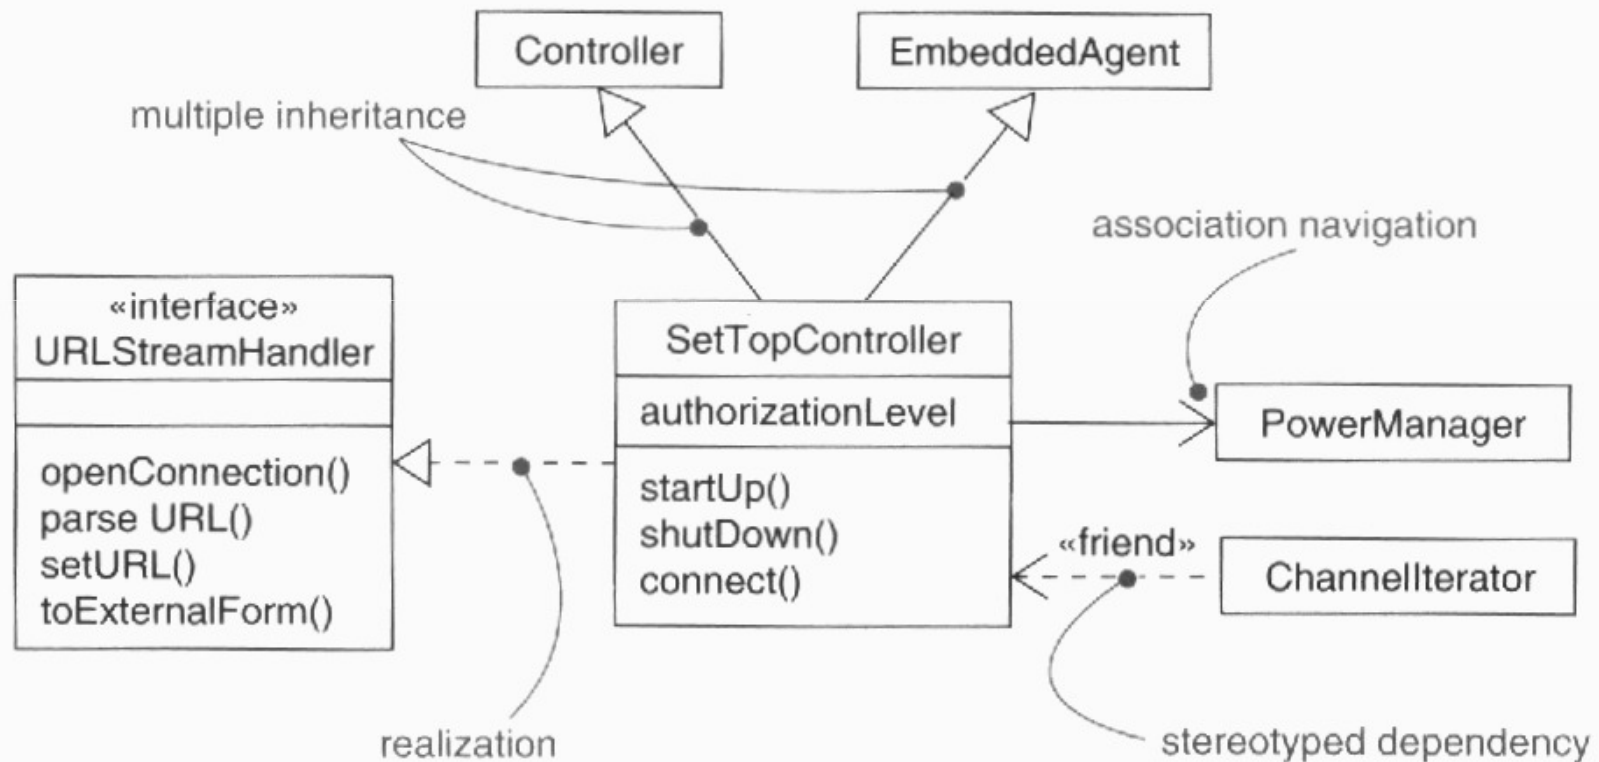 Controller
EmbeddedAgent
multiple inheritance
association navigation
«interface»
URLStreamHandler
openConnection()
parse URL()
setURL()
toExternalForm()
SetTopController
authorizationLevel
startUp()
shutDown()
connect()
PowerManager
«friend»
ChannelIterator
realization
stereotyped dependency